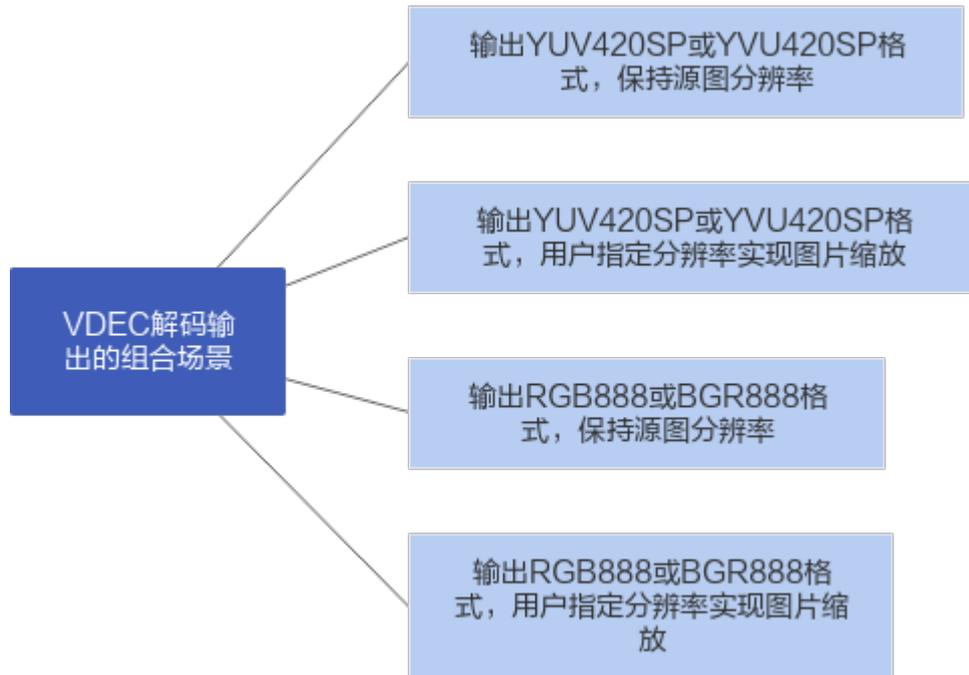 输出YUV420SP或YVU420SP格
式，保持源图分辨率
输出YUV420SP或YVU420SP格
式，用户指定分辨率实现图片缩放
VDEC解码输
出的组合场景
输出RGB888或BGR888格
式，保持源图分辨率
输出RGB888或BGR888格
式，用户指定分辨率实现图片缩
放